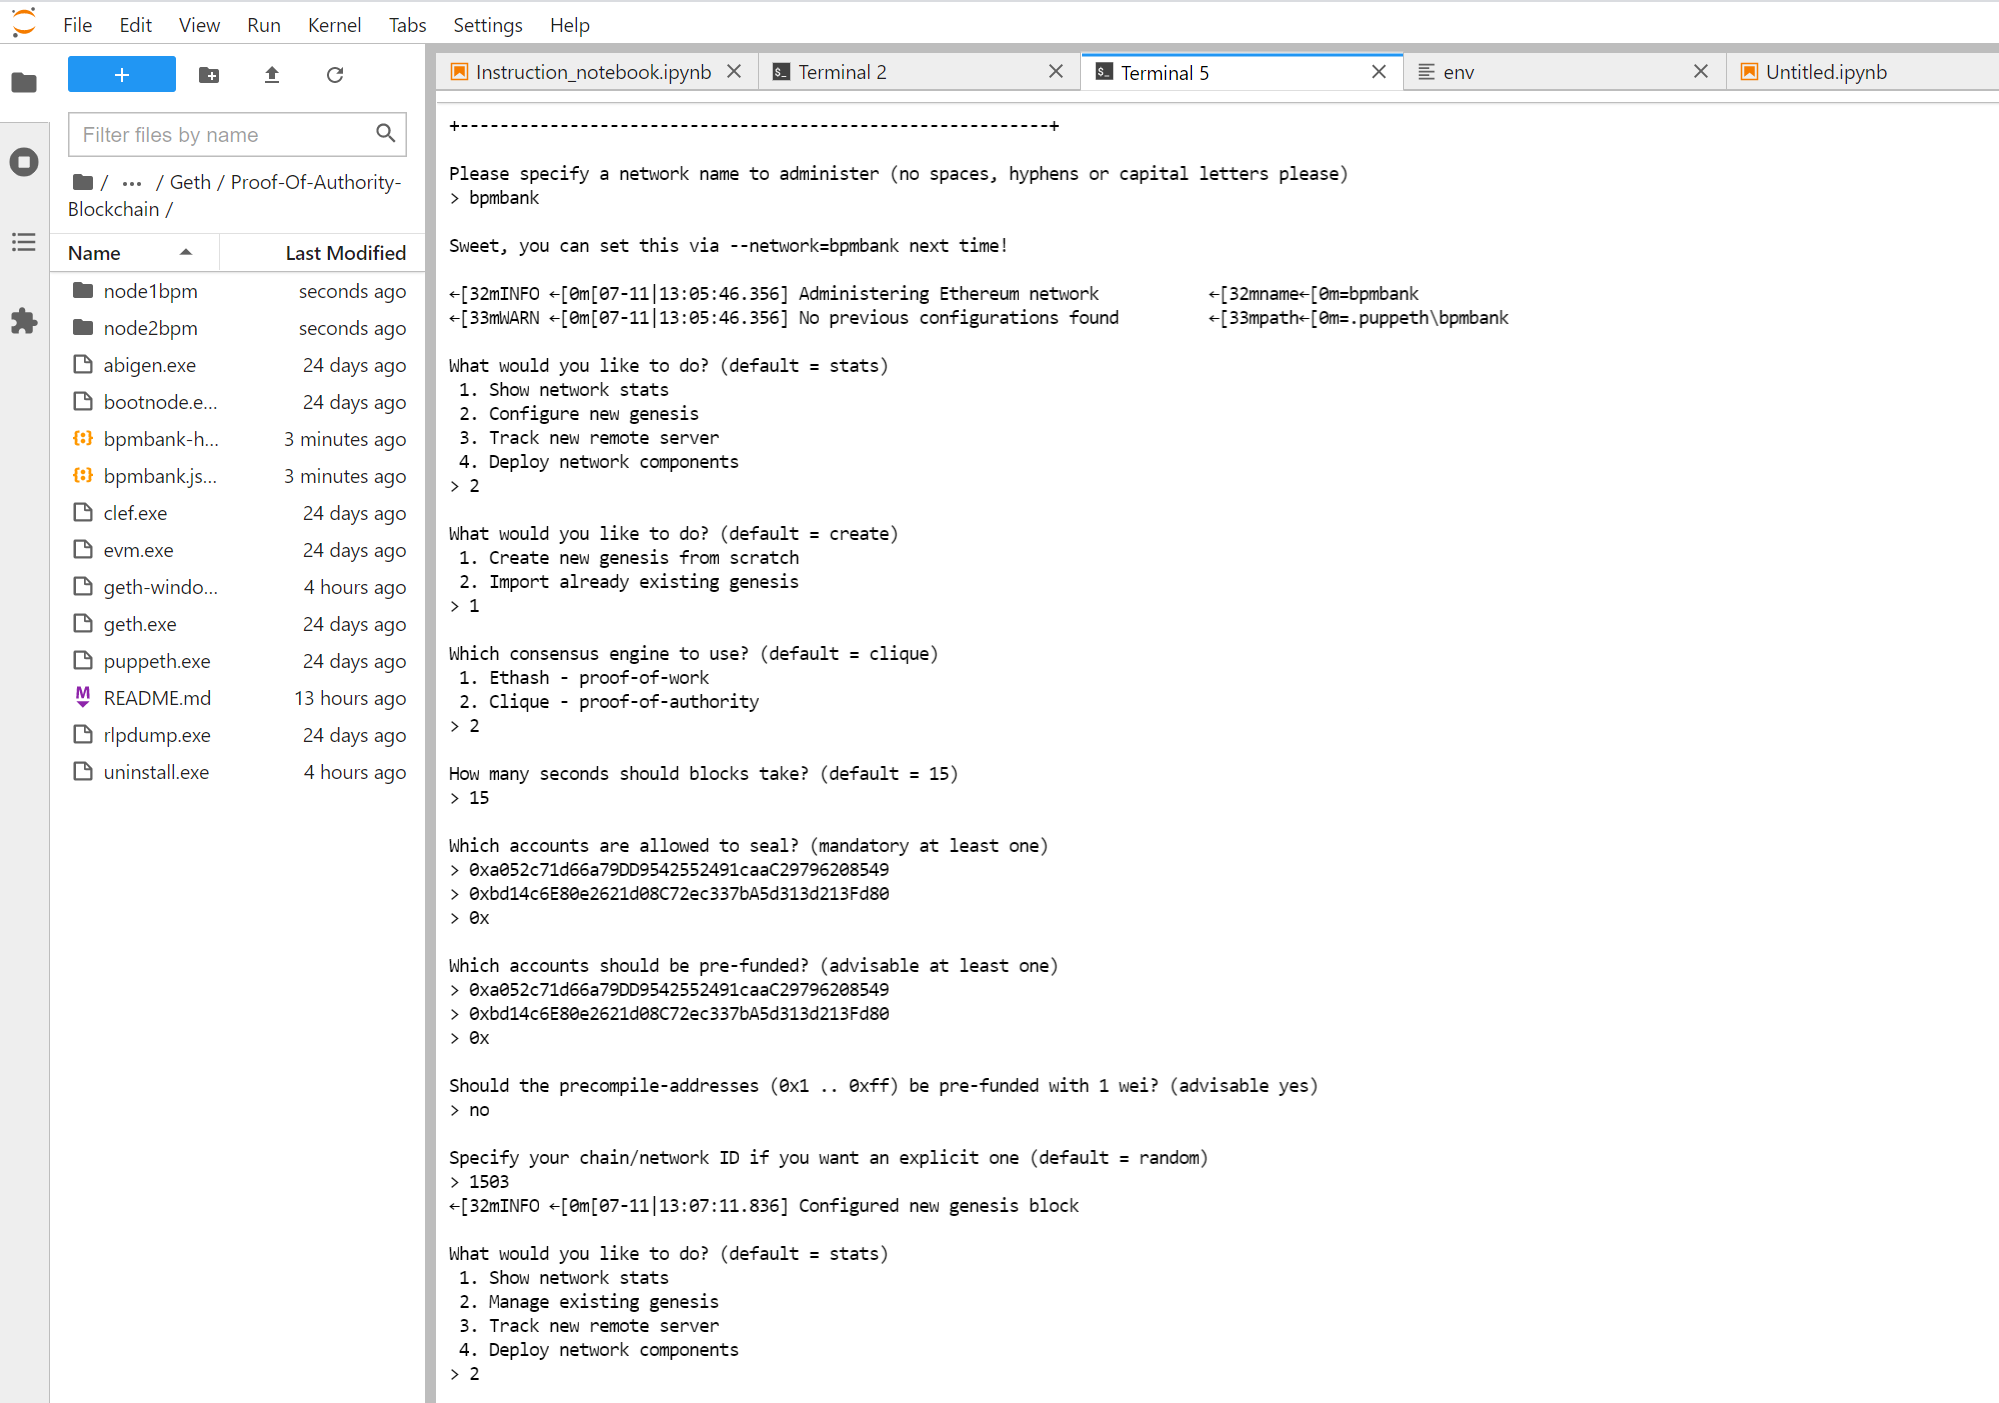 File Edit View Run Kernel Tabs Settings Help
+
Filter files by name
/ ... / Geth / Proof-Of-Authority-
Blockchain /
Name Last Modified
node1bpm seconds ago
node2bpm seconds ago
abigen.exe 24 days ago
bootnode.e... 24 days ago
bpmbank-h... 3 minutes ago
bpmbank.js... 3 minutes ago
clef.exe 24 days ago
evm.exe 24 days ago
geth-windo... 4 hours ago
geth.exe 24 days ago
puppeth.exe 24 days ago
README.md 13 hours ago
rlpdump.exe 24 days ago
uninstall.exe 4 hours ago
Instruction_notebook.ipynb Terminal 2 Terminal 5 env Untitled.ipynb
+-----------------------------------------------------------+
Please specify a network name to administer (no spaces, hyphens or capital letters please)
> bpmbank
Sweet, you can set this via --network=bpmbank next time!
←[32mINFO ←[0m[07-11|13:05:46.356] Administering Ethereum network ←[32mname←[0m=bpmbank
←[33mWARN ←[0m[07-11|13:05:46.356] No previous configurations found ←[33mpath←[0m=.puppeth\bpmbank
What would you like to do? (default = stats)
1. Show network stats
2. Configure new genesis
3. Track new remote server
4. Deploy network components
> 2
What would you like to do? (default = create)
1. Create new genesis from scratch
2. Import already existing genesis
> 1
Which consensus engine to use? (default = clique)
1. Ethash - proof-of-work
2. Clique - proof-of-authority
> 2
How many seconds should blocks take? (default = 15)
> 15
Which accounts are allowed to seal? (mandatory at least one)
> 0xa052c71d66a79DD9542552491caaC29796208549
> 0xbd14c6E80e2621d08C72ec337bA5d313d213Fd80
> 0x
Which accounts should be pre-funded? (advisable at least one)
> 0xa052c71d66a79DD9542552491caaC29796208549
> 0xbd14c6E80e2621d08C72ec337bA5d313d213Fd80
> 0x
Should the precompile-addresses (0x1 .. 0xff) be pre-funded with 1 wei? (advisable yes)
> no
Specify your chain/network ID if you want an explicit one (default = random)
> 1503
←[32mINFO ←[0m[07-11|13:07:11.836] Configured new genesis block
What would you like to do? (default = stats)
1. Show network stats
2. Manage existing genesis
3. Track new remote server
4. Deploy network components
> 2